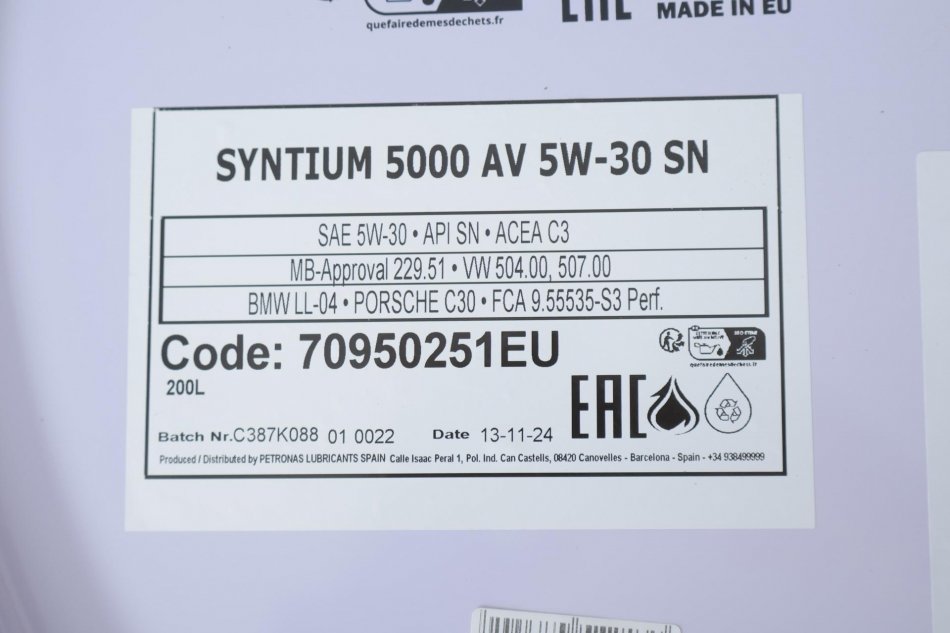 quefairedemesdechets.fr
EAC
MADE IN EU
SYNTIUM 5000 AV 5W-30 SN
SAE 5W-30 • API SN • ACEA C3
MB-Approval 229.51 • VW 504.00, 507.00
BMW LL-04 • PORSCHE C30 • FCA 9.55535-S3 Perf.
Code: 70950251EU
200L
quefairedemesdechets.fr
EAC
Batch Nr.C387K088 01 0022 Date 13-11-24
Produced / Distributed by PETRONAS LUBRICANTS SPAIN Calle Isaac Peral 1, Pol. Ind. Can Castells, 08420 Canovelles - Barcelona - Spain - +34 938499999